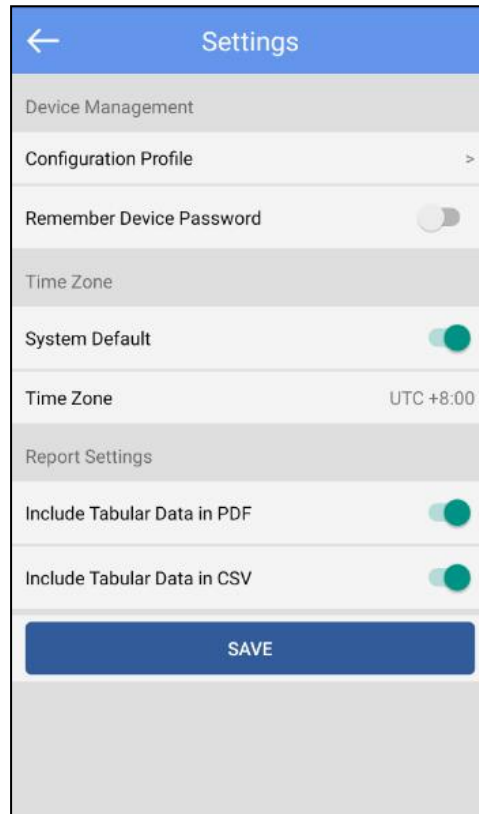 Settings
Device Management
Configuration Profile >
Remember Device Password
Time Zone
System Default
Time Zone UTC +8:00
Report Settings
Include Tabular Data in PDF
Include Tabular Data in CSV
SAVE